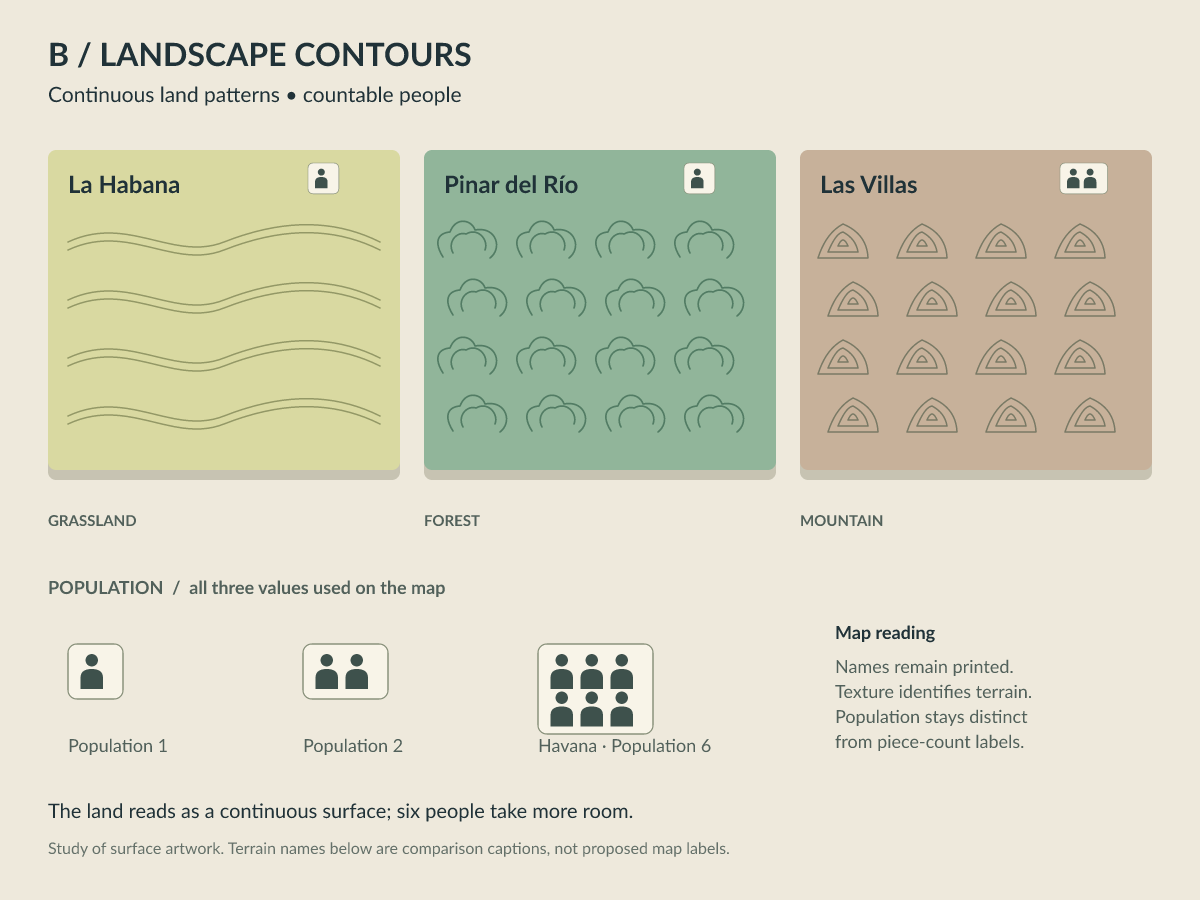 B / LANDSCAPE CONTOURS
Continuous land patterns • countable people
La Habana
Pinar del Río
Las Villas
GRASSLAND
FOREST
MOUNTAIN
POPULATION / all three values used on the map
Population 1
Population 2
Havana · Population 6
Map reading
Names remain printed.
Texture identifies terrain.
Population stays distinct
from piece-count labels.
The land reads as a continuous surface; six people take more room.
Study of surface artwork. Terrain names below are comparison captions, not proposed map labels.